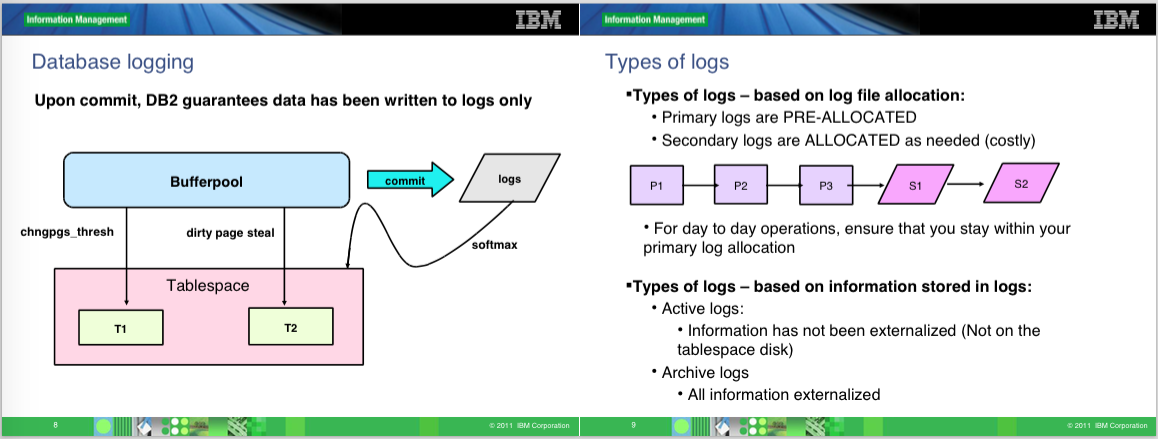 Information Management
IBM
Database logging
Upon commit, DB2 guarantees data has been written to logs only
Bufferpool
commit
logs
chngpgs_thresh
dirty page steal
softmax
Tablespace
T1
T2
8
© 2011 IBM Corporation
Information Management
IBM
Types of logs
▪Types of logs – based on log file allocation:
• Primary logs are PRE-ALLOCATED
• Secondary logs are ALLOCATED as needed (costly)
P1
P2
P3
S1
S2
• For day to day operations, ensure that you stay within your
primary log allocation
▪Types of logs – based on information stored in logs:
• Active logs:
• Information has not been externalized (Not on the
tablespace disk)
• Archive logs
• All information externalized
9
© 2011 IBM Corporation